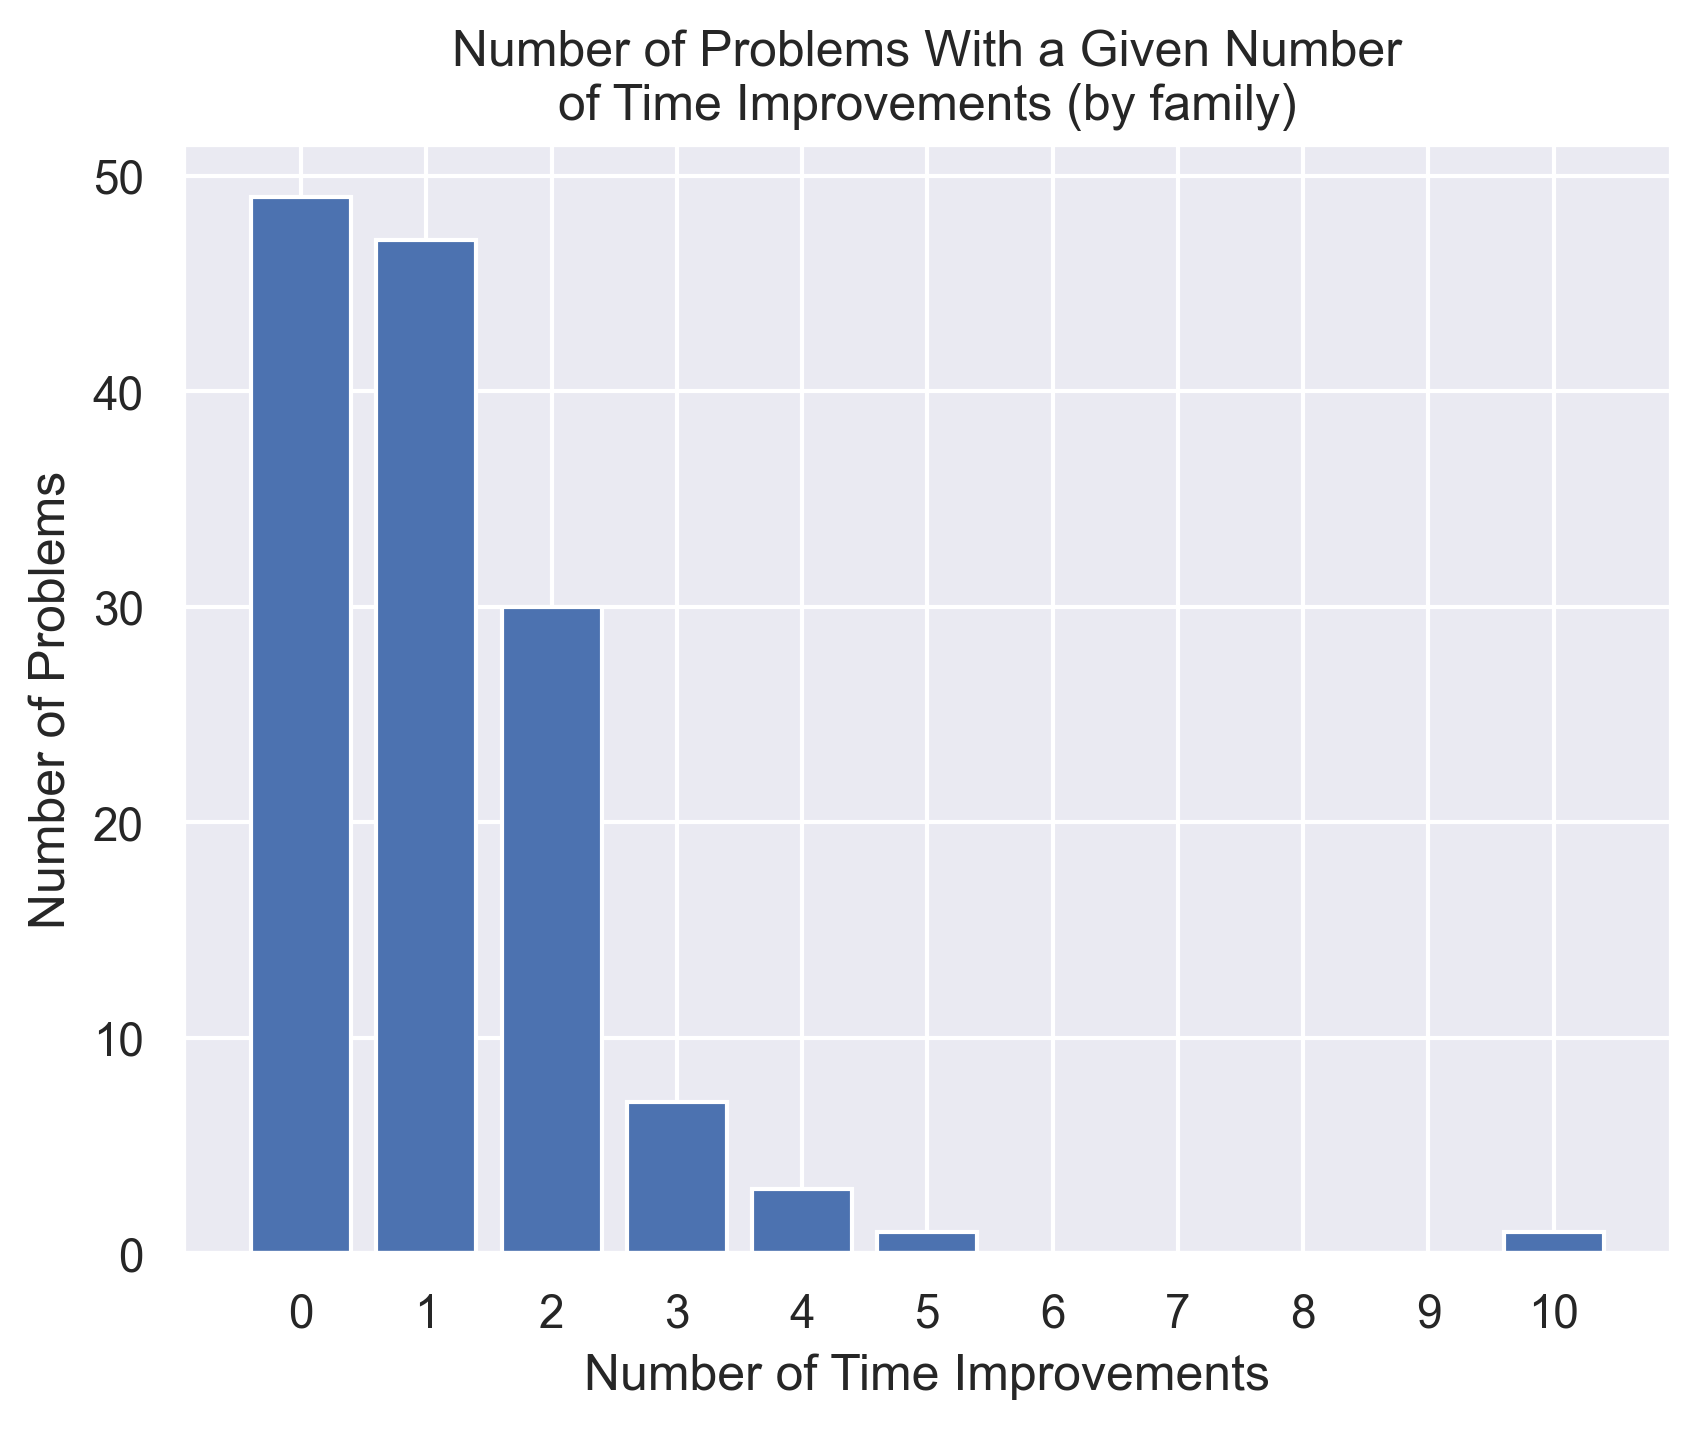 Number of Problems With a Given Number
of Time Improvements (by family)
50
40
30
20
10
0
Number of Problems
0 1 2 3 4 5 6 7 8 9 10
Number of Time Improvements